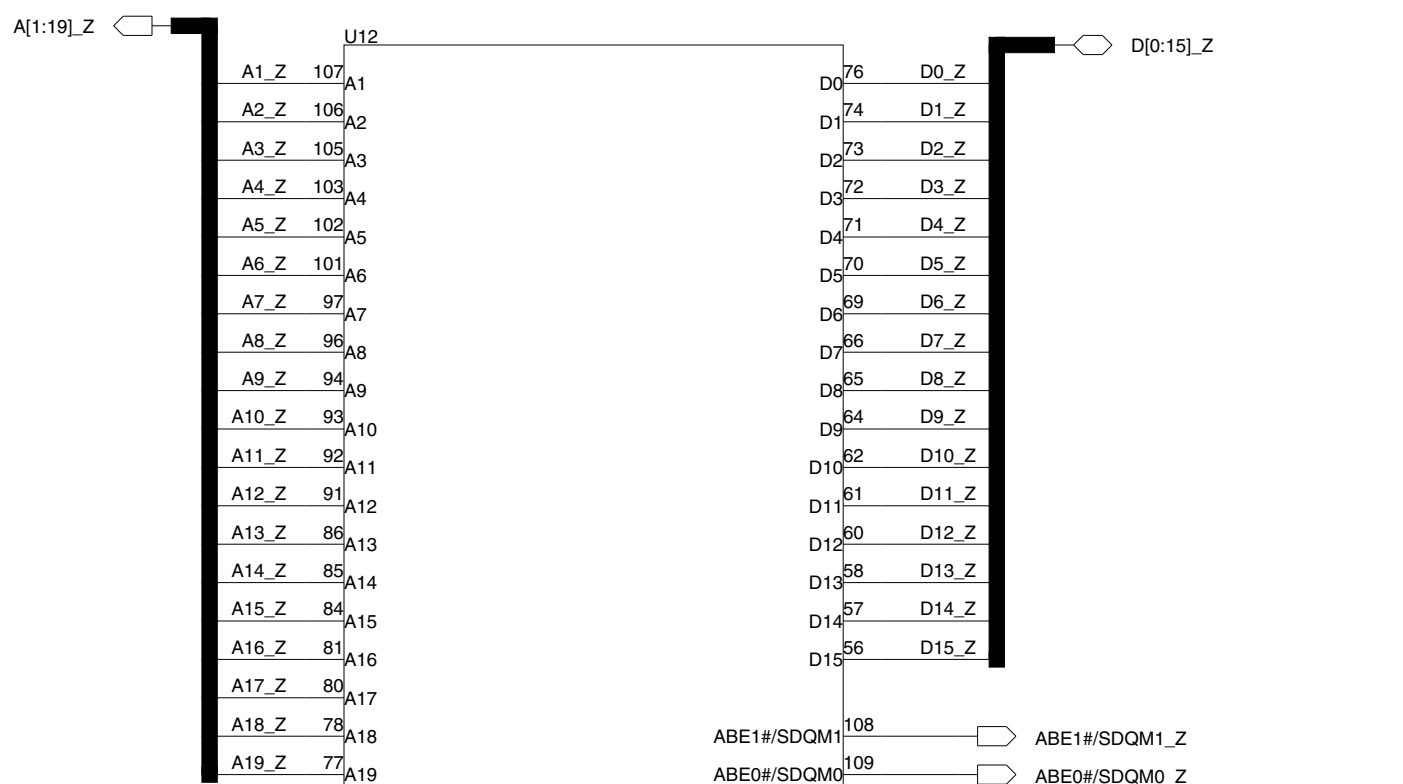 A[1:19]_Z U12 D[0:15]_Z
A1_Z 107 A1 D0 76 D0_Z
A2_Z 106 A2 D1 74 D1_Z
A3_Z 105 A3 D2 73 D2_Z
A4_Z 103 A4 D3 72 D3_Z
A5_Z 102 A5 D4 71 D4_Z
A6_Z 101 A6 D5 70 D5_Z
A7_Z 97 A7 D6 69 D6_Z
A8_Z 96 A8 D7 66 D7_Z
A9_Z 94 A9 D8 65 D8_Z
A10_Z 93 A10 D9 64 D9_Z
A11_Z 92 A11 D10 62 D10_Z
A12_Z 91 A12 D11 61 D11_Z
A13_Z 86 A13 D12 60 D12_Z
A14_Z 85 A14 D13 58 D13_Z
A15_Z 84 A15 D14 57 D14_Z
A16_Z 81 A16 D15 56 D15_Z
A17_Z 80 A17
A18_Z 78 A18 ABE1#/SDQM1 108 ABE1#/SDQM1_Z
A19_Z 77 A19 ABE0#/SDQM0 109 ABE0#/SDQM0_Z